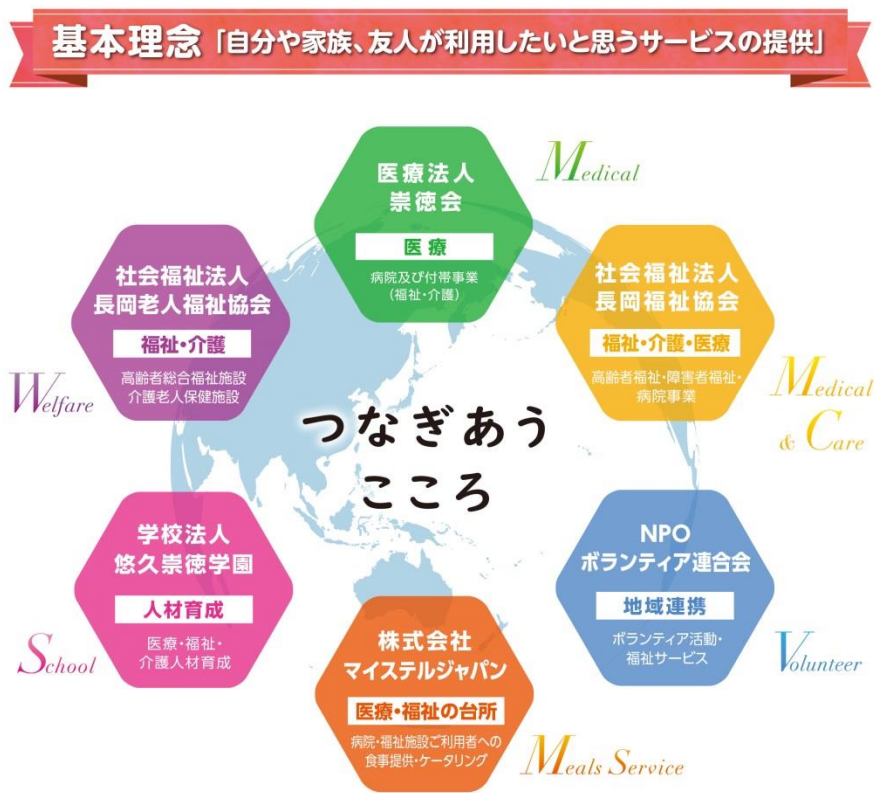 基本理念「自分や家族、友人が利用したいと思うサービスの提供」
医療法人
崇徳会
医療
病院及び付帯事業
（福祉・介護）
Medical
社会福祉法人
長岡老人福祉協会
福祉・介護
高齢者総合福祉施設
介護老人保健施設
Welfare
社会福祉法人
長岡福祉協会
福祉・介護・医療
高齢者福祉・障害者福祉・
病院事業
Medical
& Care
つなぎあう
こころ
学校法人
悠久崇徳学園
人材育成
医療・福祉・
介護人材育成
School
NPO
ボランティア連合会
地域連携
ボランティア活動・
福祉サービス
Volunteer
株式会社
マイステルジャパン
医療・福祉の台所
病院・福祉施設ご利用者への
食事提供・ケータリング
Meals Service